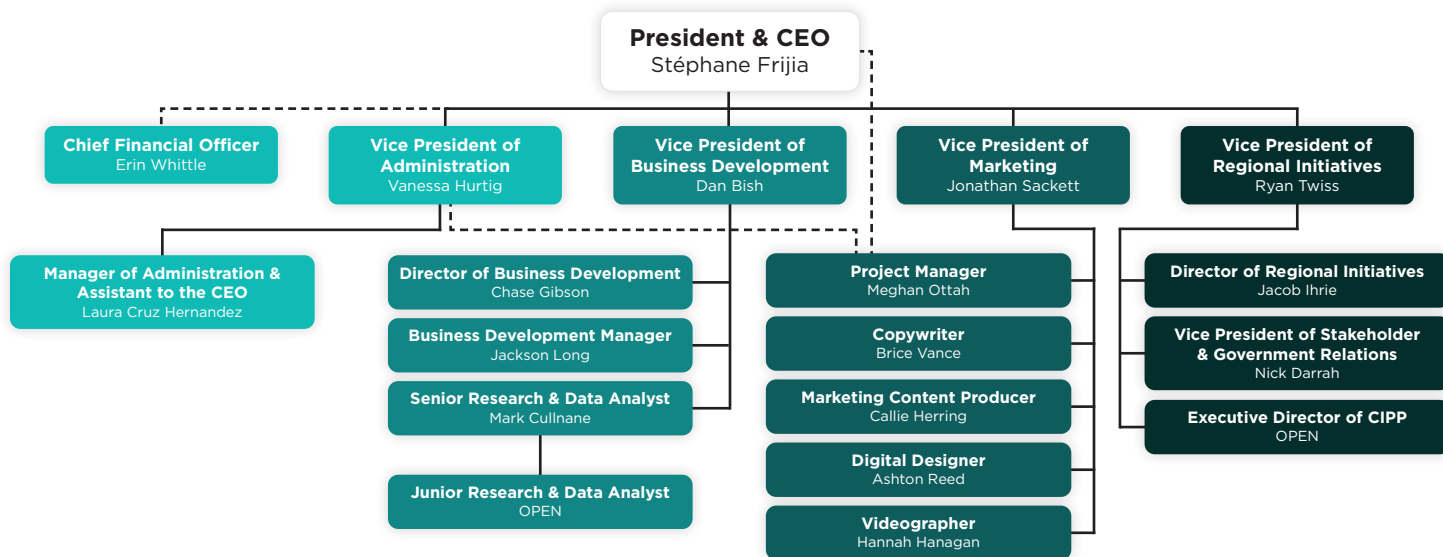 President & CEO
Stéphane Frijia
Chief Financial Officer
Erin Whittle
Vice President of
Administration
Vanessa Hurtig
Vice President of
Business Development
Dan Bish
Vice President of
Marketing
Jonathan Sackett
Vice President of
Regional Initiatives
Ryan Twiss
Manager of Administration &
Assistant to the CEO
Laura Cruz Hernandez
Director of Business Development
Chase Gibson
Business Development Manager
Jackson Long
Senior Research & Data Analyst
Mark Cullnane
Junior Research & Data Analyst
OPEN
Project Manager
Meghan Ottah
Copywriter
Brice Vance
Marketing Content Producer
Callie Herring
Digital Designer
Ashton Reed
Videographer
Hannah Hanagan
Director of Regional Initiatives
Jacob Ihrie
Vice President of Stakeholder
& Government Relations
Nick Darrah
Executive Director of CIPP
OPEN